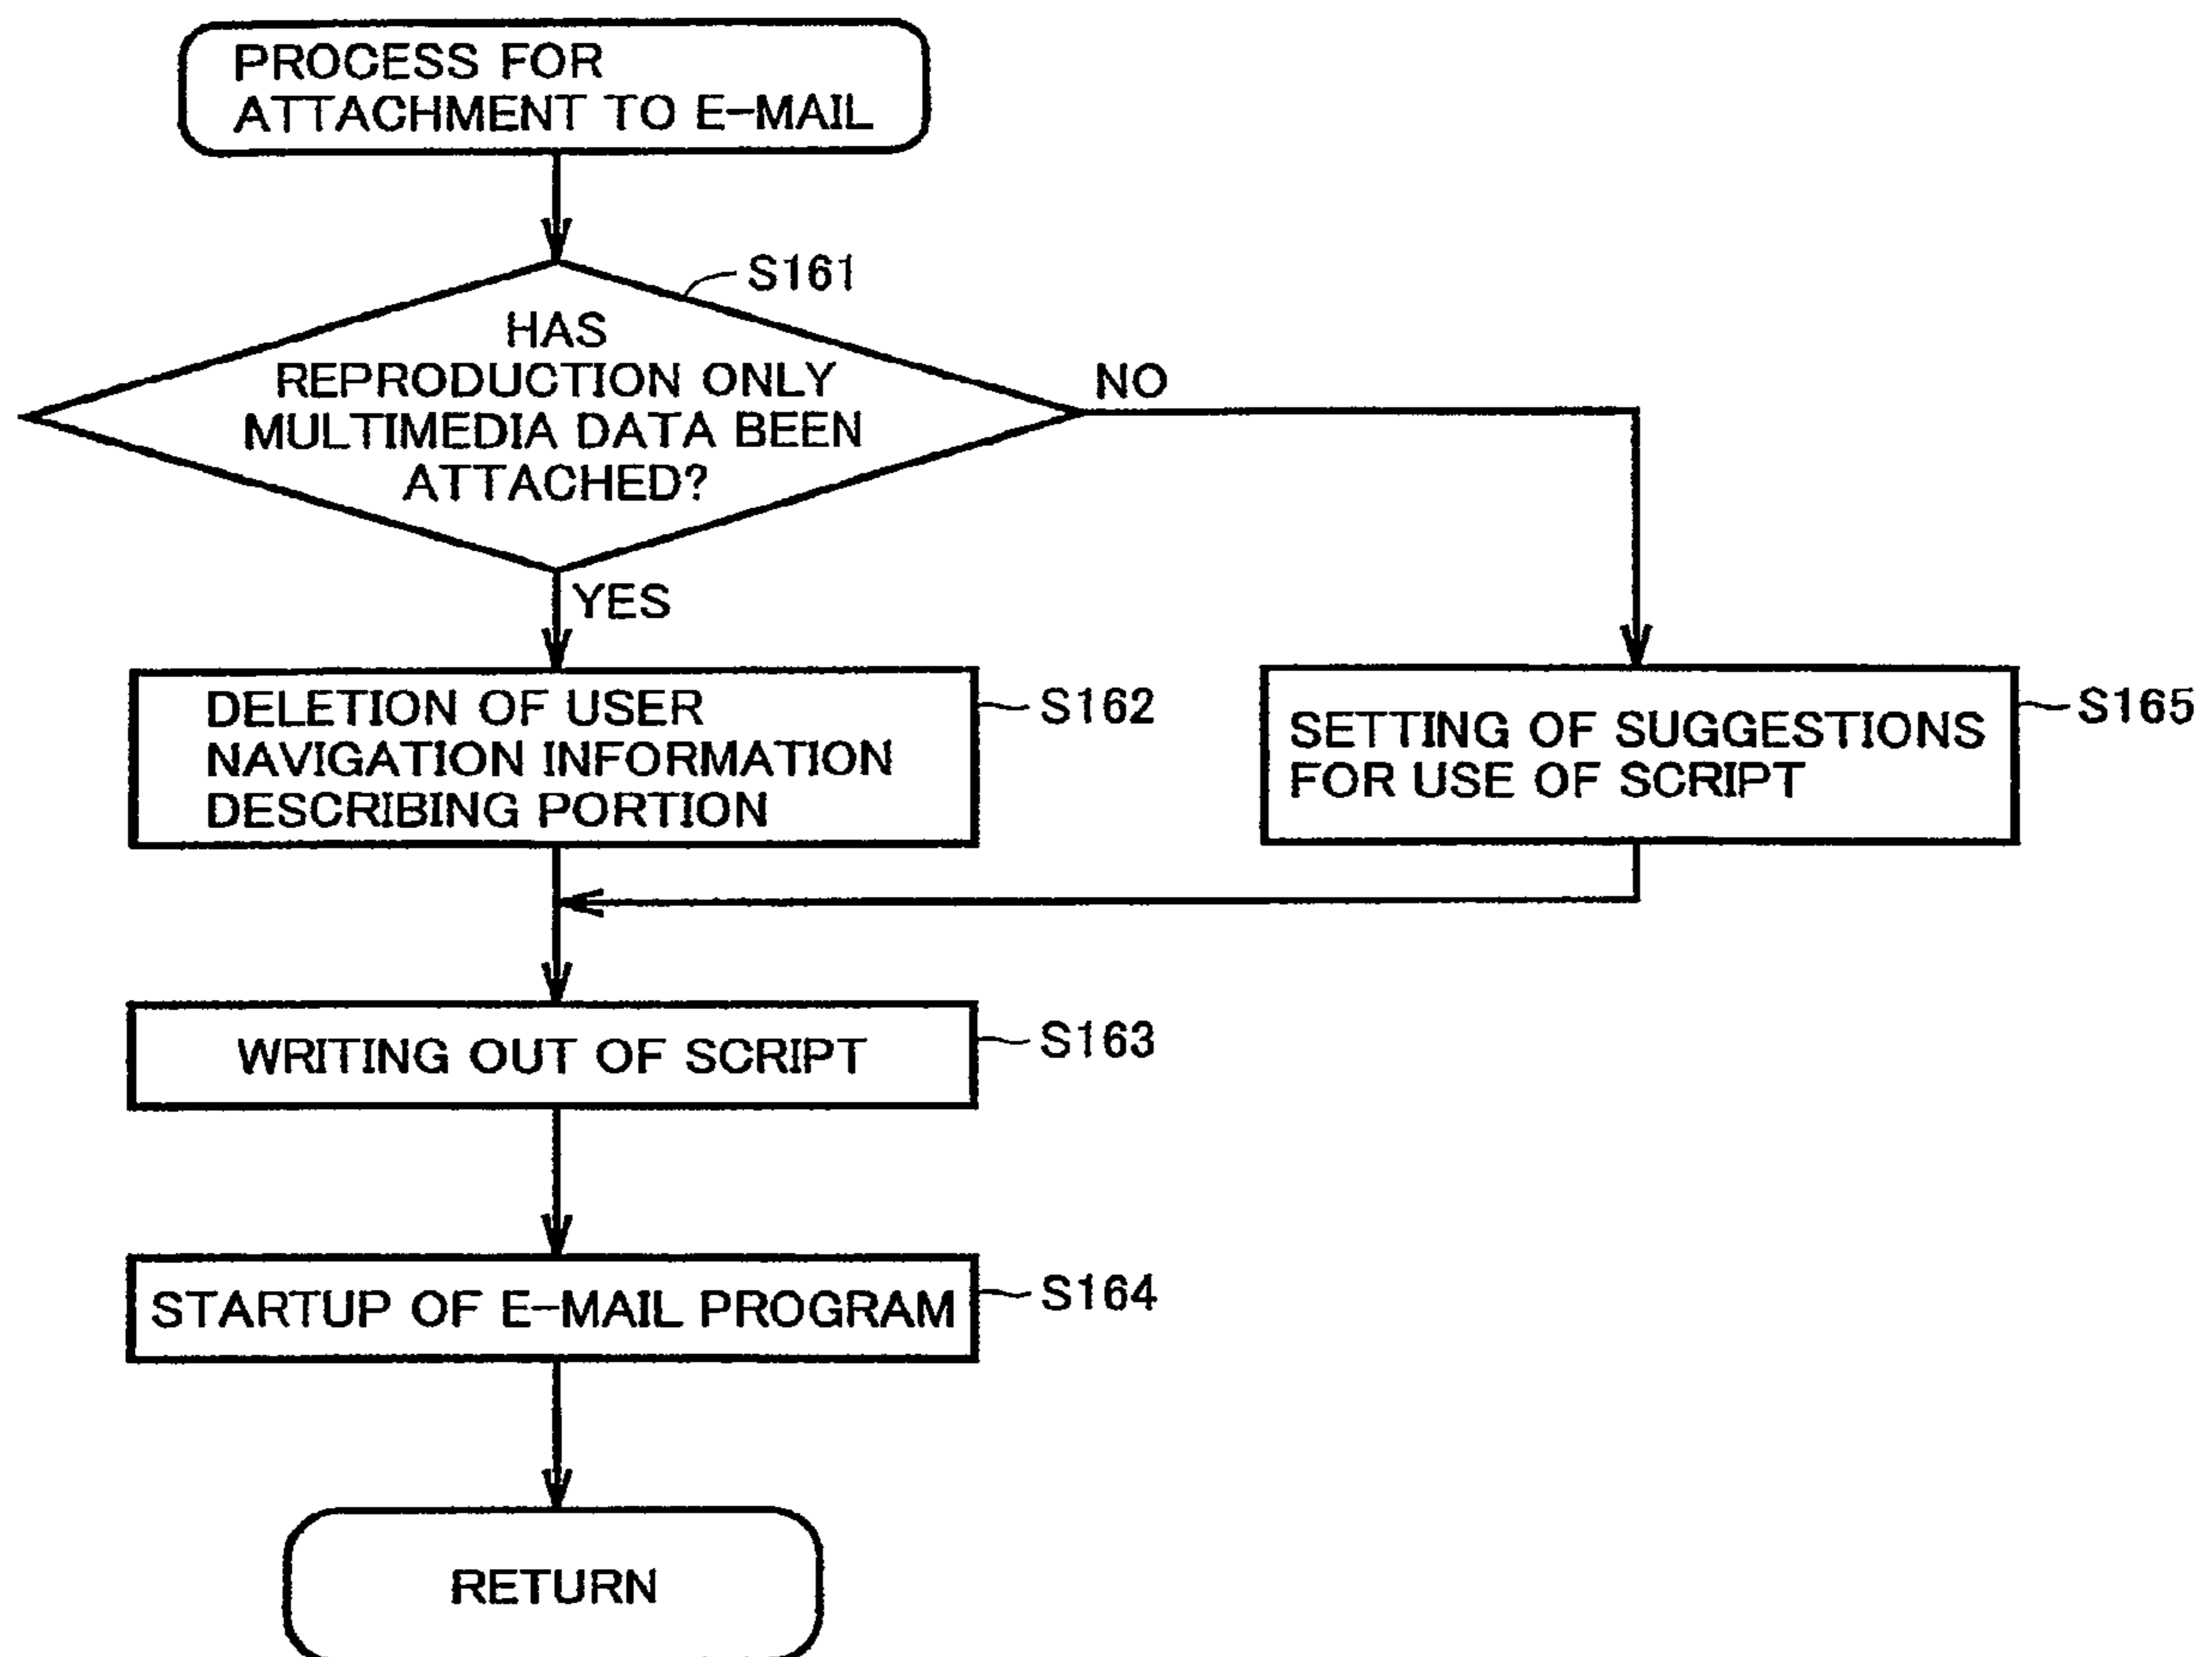 PROCESS FOR
ATTACHMENT TO E-MAIL
S161
HAS
REPRODUCTION ONLY
MULTIMEDIA DATA BEEN
ATTACHED?
NO
YES
DELETION OF USER
NAVIGATION INFORMATION
DESCRIBING PORTION
S162
SETTING OF SUGGESTIONS
FOR USE OF SCRIPT
S165
WRITING OUT OF SCRIPT
S163
STARTUP OF E-MAIL PROGRAM
S164
RETURN